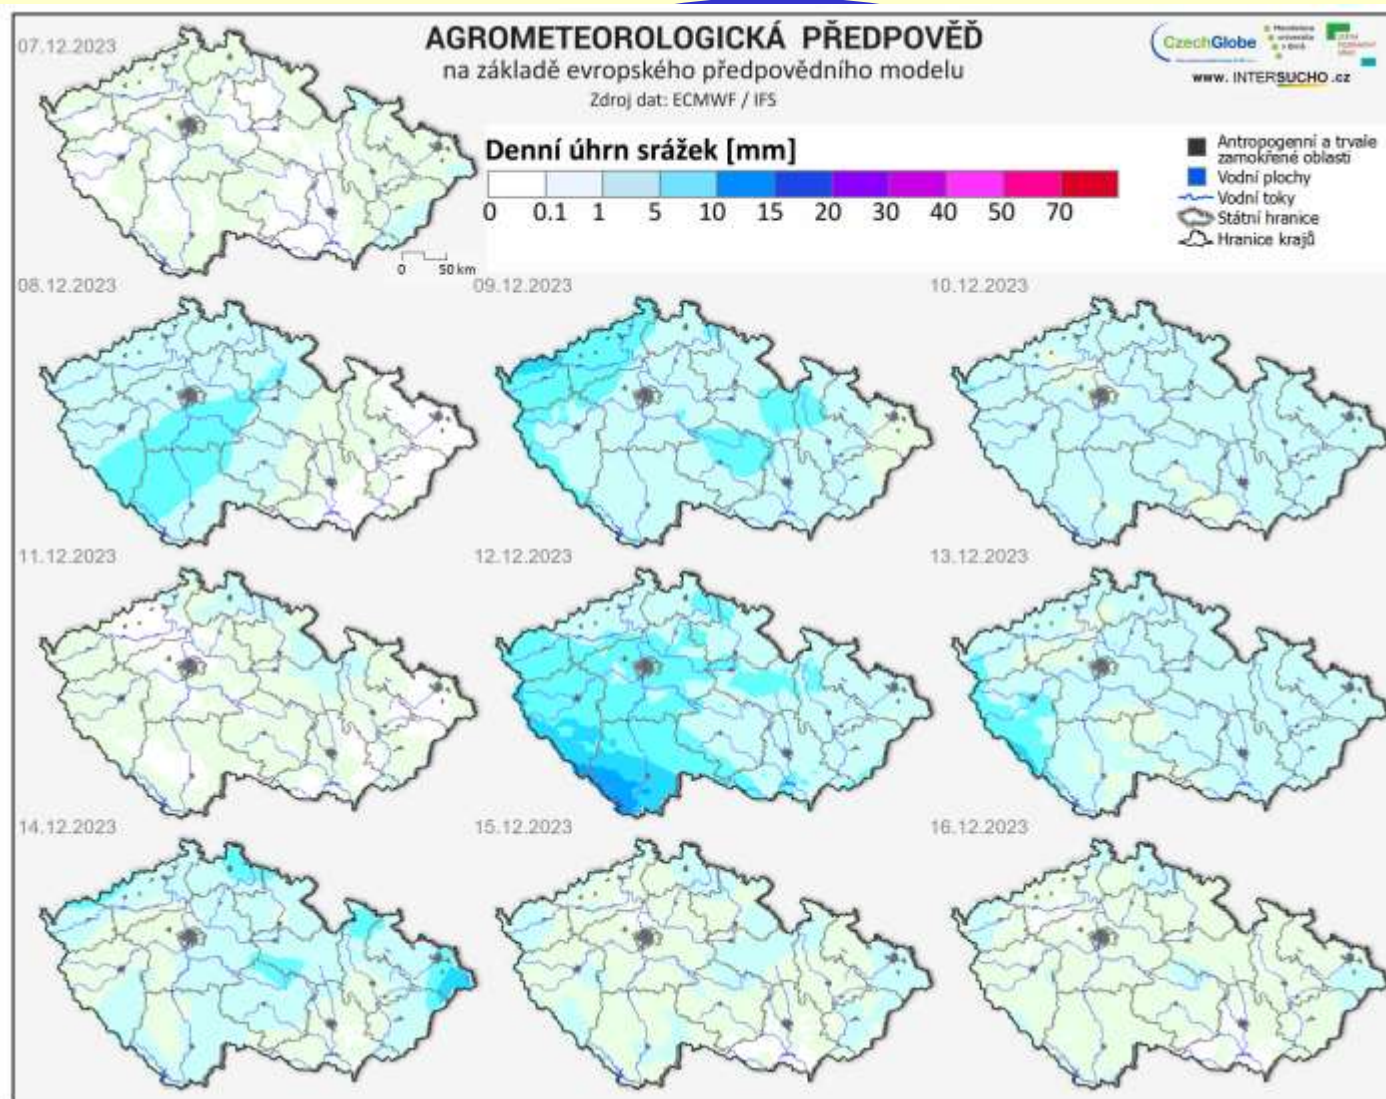 07.12.2023
AGROMETEOROLOGICKÁ PŘEDPOVĚĎ
na základě evropského předpovědního modelu
Zdroj dat: ECMWF / IFS
CzechGlobe
www. INTERSUCHO .cz
Denní úhrn srážek [mm]
0 0.1 1 5 10 15 20 30 40 50 70
Antropogenní a trvale
zamokřené oblasti
Vodní plochy
Vodní toky
Státní hranice
Hranice krajů
0 50 km
08.12.2023
09.12.2023
10.12.2023
11.12.2023
12.12.2023
13.12.2023
14.12.2023
15.12.2023
16.12.2023